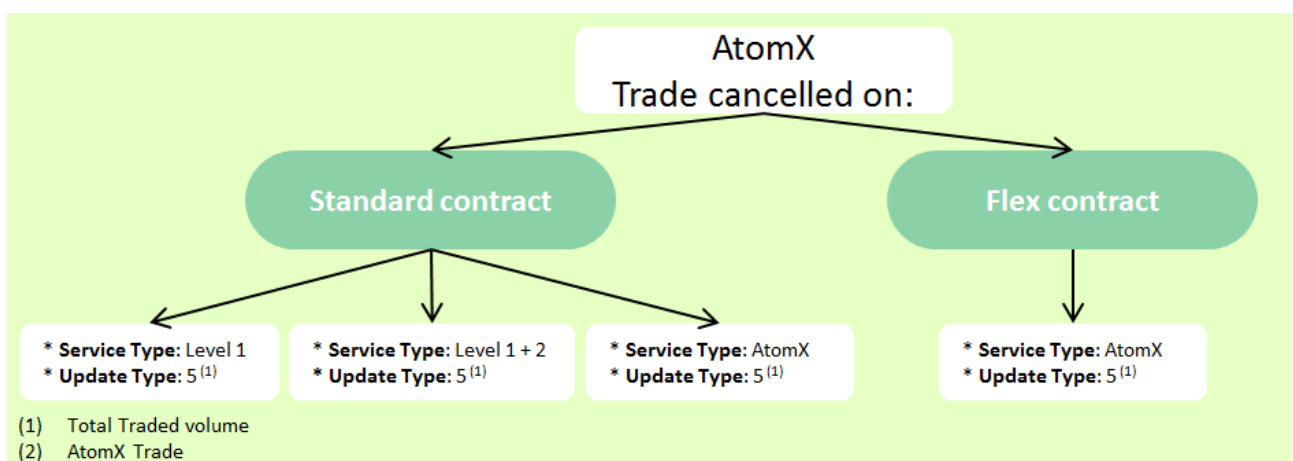 AtomX
Trade cancelled on:
Standard contract
Flex contract
* Service Type: Level 1
* Update Type: 5 (1)
* Service Type: Level 1 + 2
* Update Type: 5 (1)
* Service Type: AtomX
* Update Type: 5 (1)
* Service Type: AtomX
* Update Type: 5 (1)
(1) Total Traded volume
(2) AtomX Trade